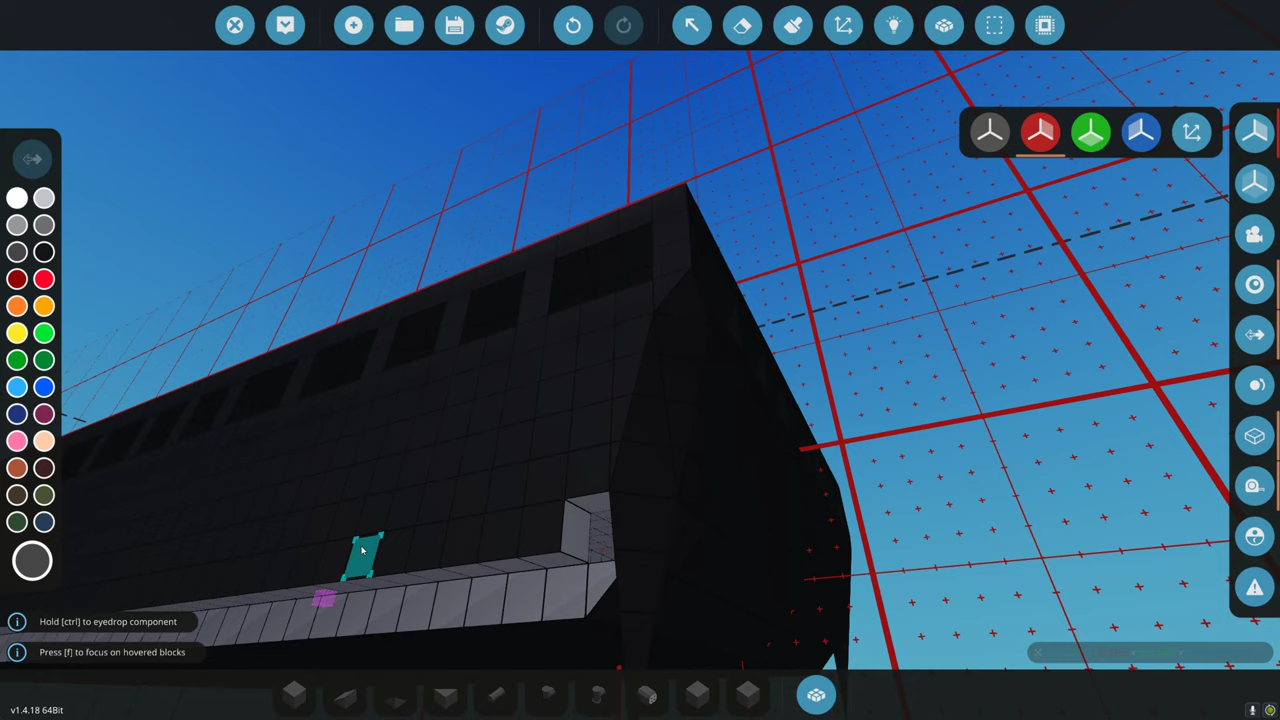 Hold [ctrl] to eyedrop component
Press [f] to focus on hovered blocks
v1.4.18 64Bit